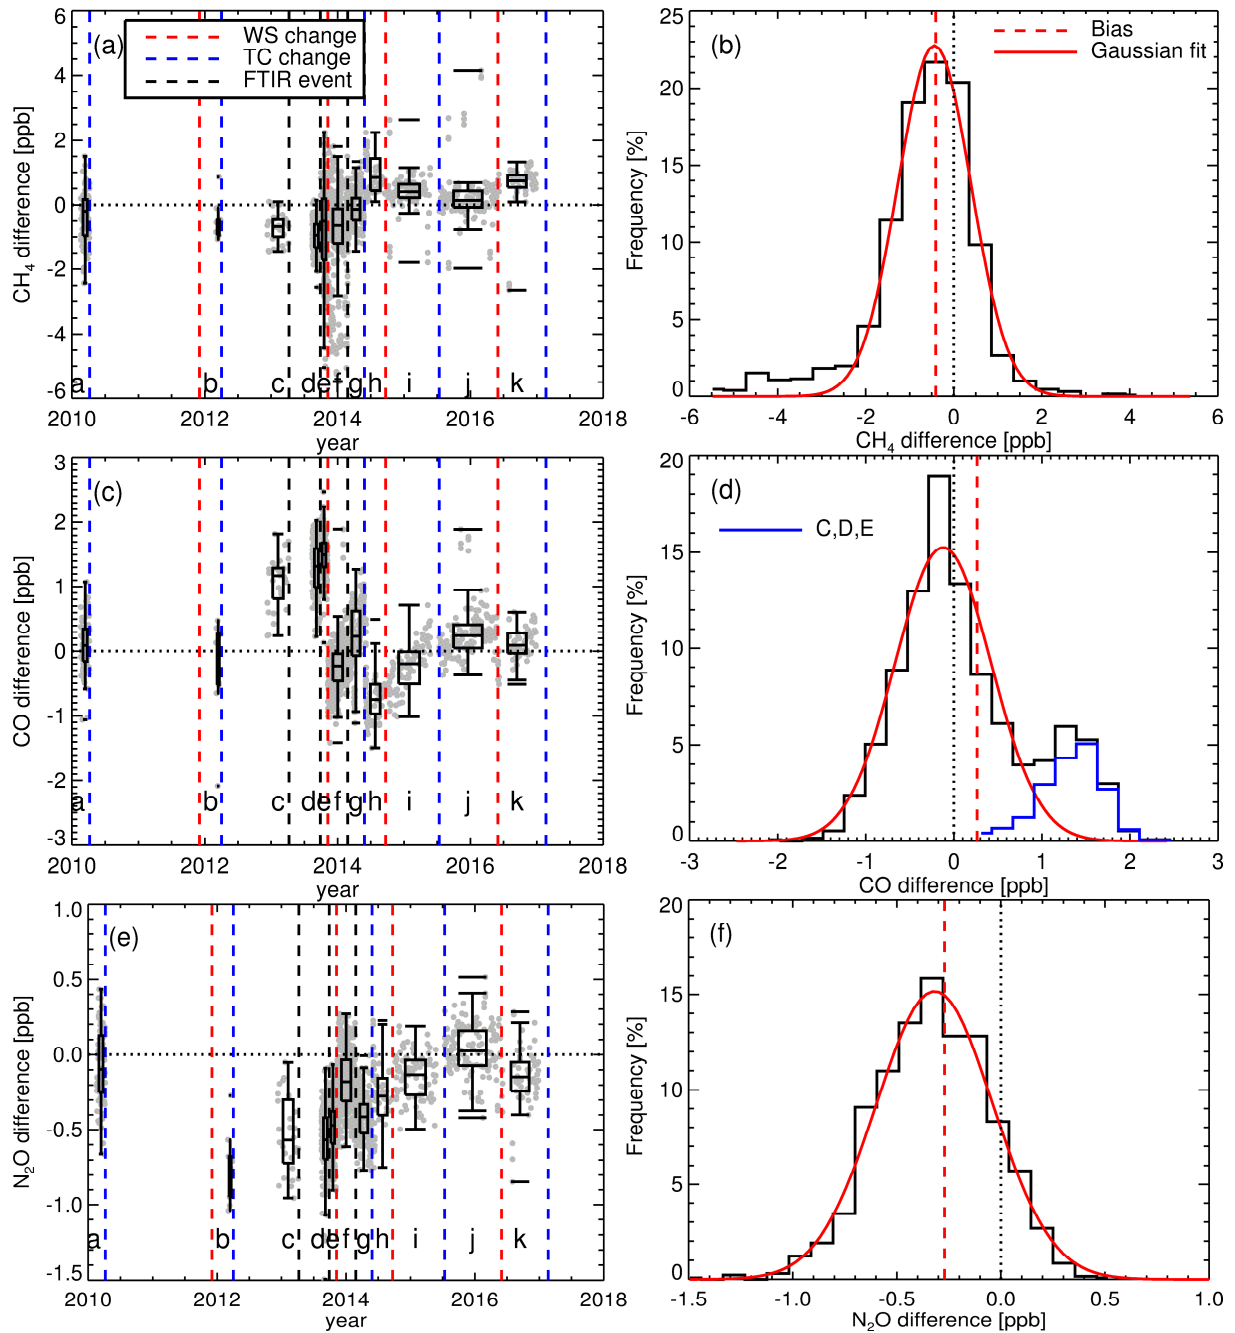 (a)
WS change
TC change
FTIR event
CH4 difference [ppb]
6
4
2
0
-2
-4
-6
a b c d e f g h i j k
2010 2012 2014 2016 2018
year
(b)
Bias
Gaussian fit
Frequency [%]
25
20
15
10
5
0
-6 -4 -2 0 2 4 6
CH4 difference [ppb]
(c)
CO difference [ppb]
3
2
1
0
-1
-2
-3
a b c d e f g h i j k
2010 2012 2014 2016 2018
year
(d)
C,D,E
Frequency [%]
20
15
10
5
0
-3 -2 -1 0 1 2 3
CO difference [ppb]
(e)
N2O difference [ppb]
1.0
0.5
0.0
-0.5
-1.0
-1.5
a b c d e f g h i j k
2010 2012 2014 2016 2018
year
(f)
Frequency [%]
20
15
10
5
0
-1.5 -1.0 -0.5 0.0 0.5 1.0
N2O difference [ppb]